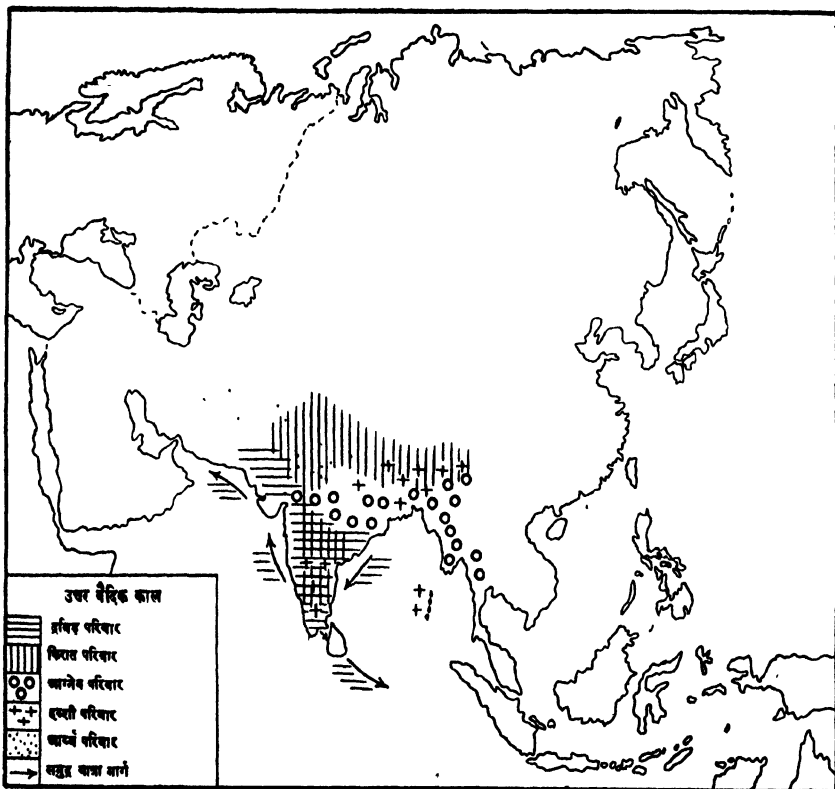 उत्तर वैदिक काल
द्रविड़ परिवार
किरात परिवार
आग्नेय परिवार
हब्शी परिवार
आर्य्य परिवार
समुद्र यात्रा मार्ग